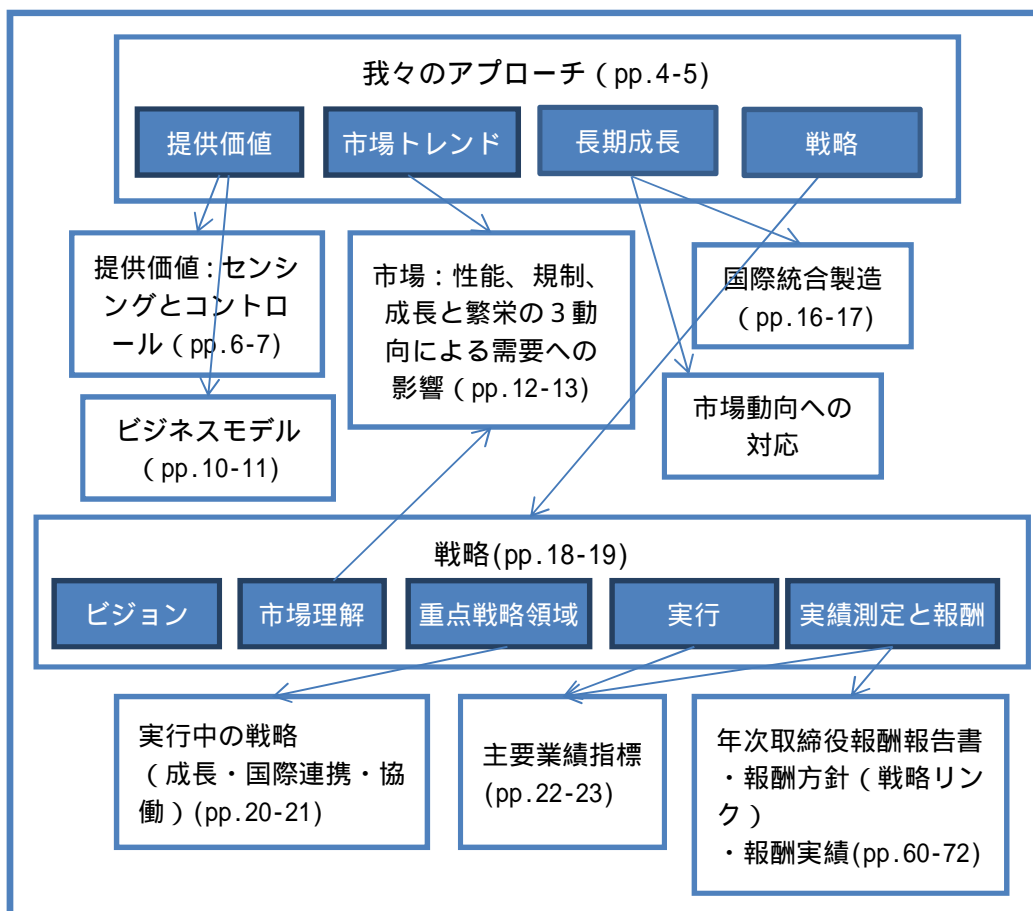 我々のアプローチ（pp.4-5)
提供価値
市場トレンド
長期成長
戦略
提供価値：センシ
ングとコントロ
ール（pp.6-7)
市場：性能、規制、
成長と繁栄の３動
向による需要への
影響（pp.12-13)
国際統合製造
（pp.16-17)
ビジネスモデル
（pp.10-11)
市場動向への
対応
戦略(pp.18-19)
ビジョン
市場理解
重点戦略領域
実行
実績測定と報酬
実行中の戦略
（成長・国際連携・協
働）(pp.20-21)
主要業績指標
(pp.22-23)
年次取締役報酬報告書
・報酬方針（戦略リン
ク）
・報酬実績(pp.60-72)